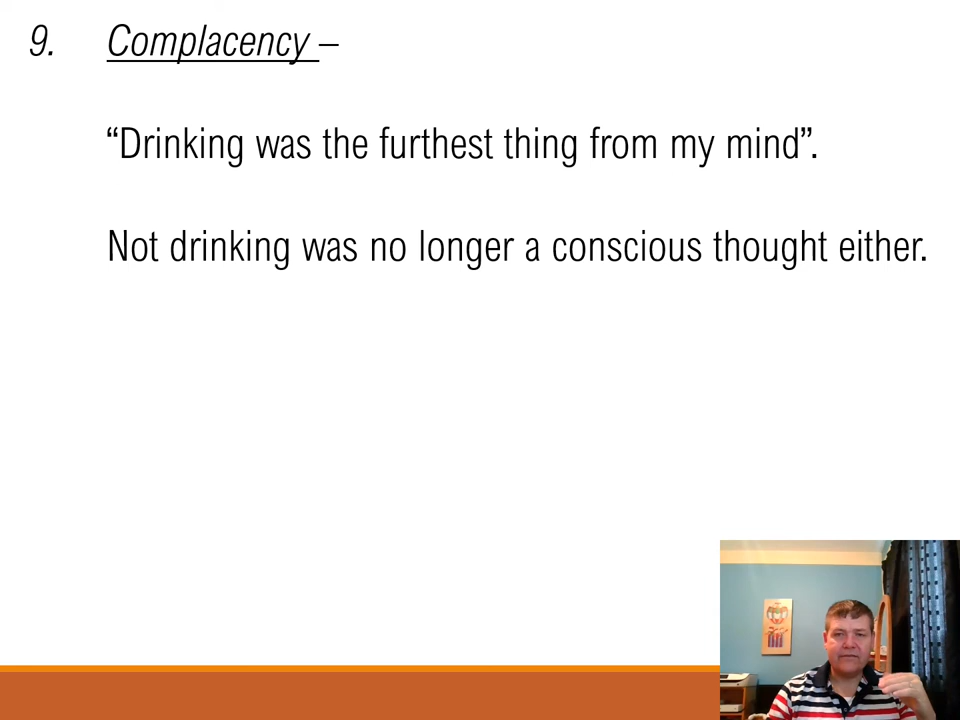 9. Complacency –
“Drinking was the furthest thing from my mind”.
Not drinking was no longer a conscious thought either.